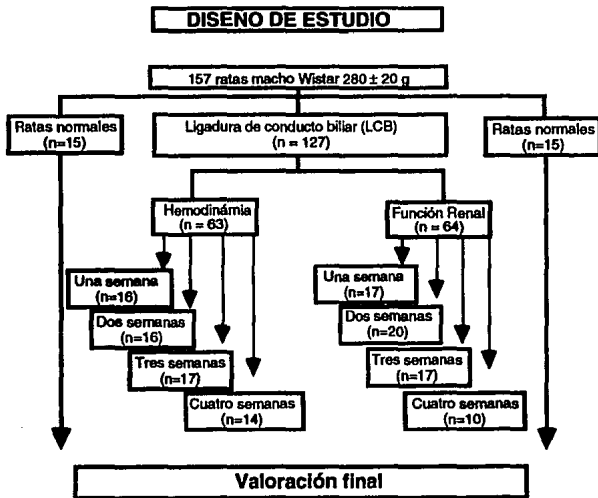 DISEÑO DE ESTUDIO
157 ratas macho Wistar 280 ± 20 g
Ratas normales
(n=15)
Ligadura de conducto biliar (LCB)
(n = 127)
Ratas normales
(n=15)
Hemodinámia
(n = 63)
Función Renal
(n = 64)
Una semana
(n=16)
Dos semanas
(n=16)
Tres semanas
(n=17)
Cuatro semanas
(n=14)
Una semana
(n=17)
Dos semanas
(n=20)
Tres semanas
(n=17)
Cuatro semanas
(n=10)
Valoración final